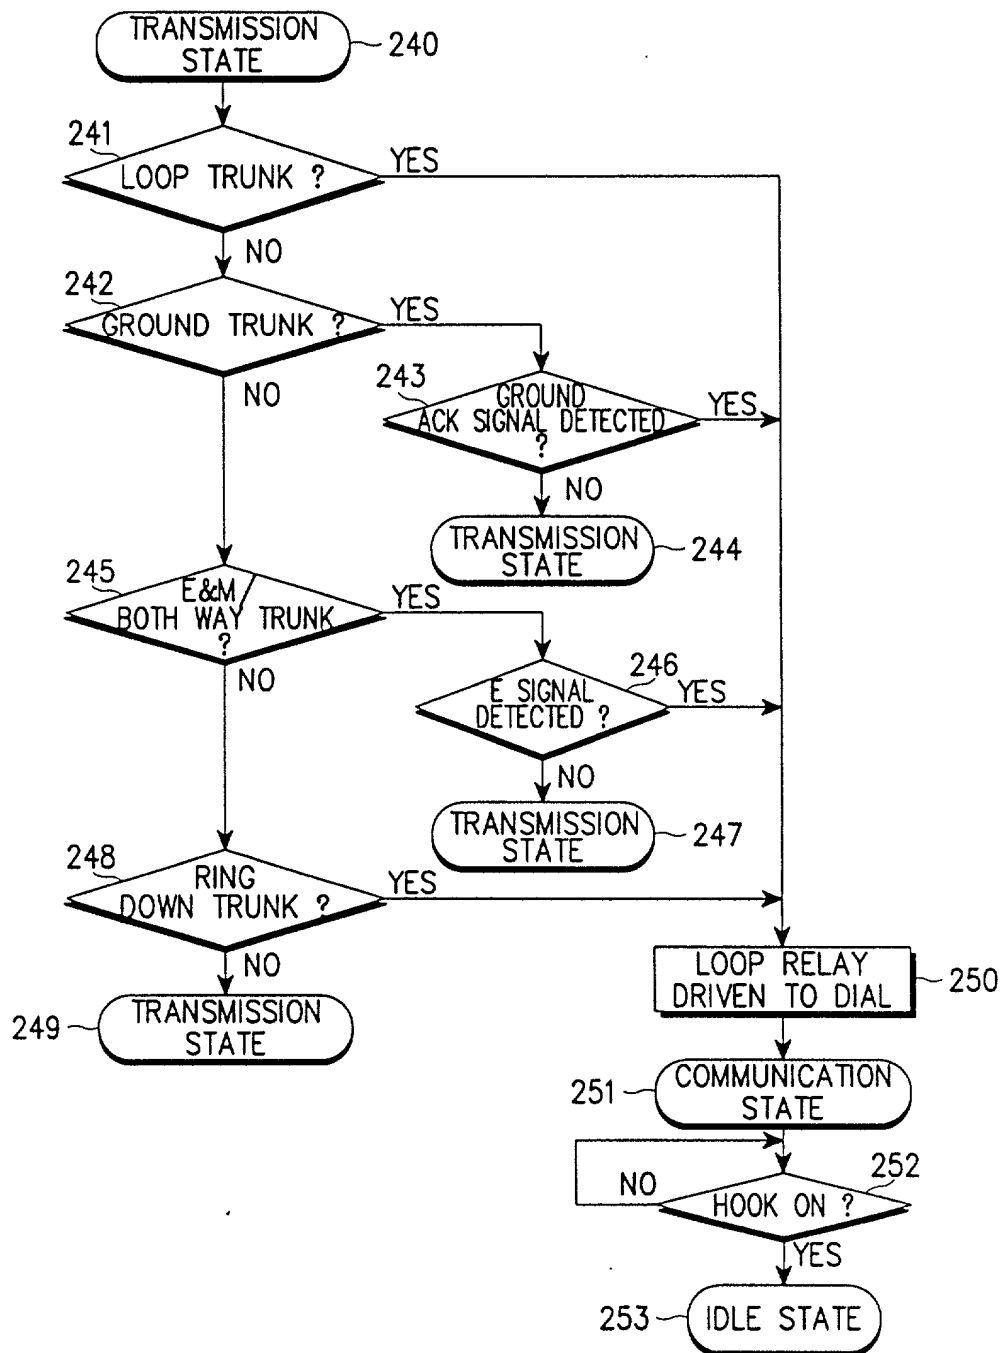 TRANSMISSION
STATE
240
241
LOOP TRUNK ?
YES
NO
242
GROUND TRUNK ?
YES
NO
243
GROUND
ACK SIGNAL DETECTED
?
YES
NO
TRANSMISSION
STATE
244
245
E&M/
BOTH WAY TRUNK
?
YES
NO
246
E SIGNAL
DETECTED ?
YES
NO
TRANSMISSION
STATE
247
248
RING
DOWN TRUNK ?
YES
NO
249
TRANSMISSION
STATE
LOOP RELAY
DRIVEN TO DIAL
250
251
COMMUNICATION
STATE
252
HOOK ON ?
NO
YES
253
IDLE STATE